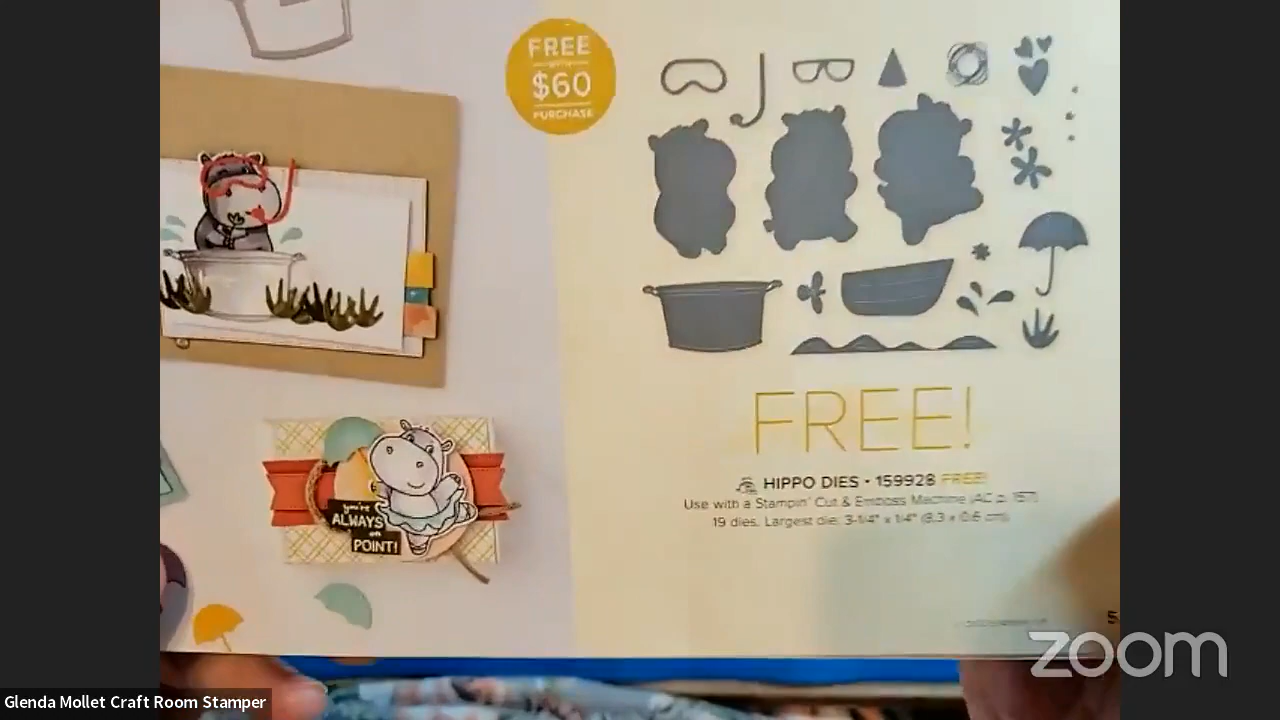 FREE
WITH
$60
PURCHASE
you're
ALWAYS
on
POINT!
FREE!
HIPPO DIES • 159928 FREE!
Use with a Stampin' Cut & Emboss Machine (AC p. 157)
19 dies. Largest die: 3-1/4" x 1/4" (8.3 x 0.6 cm)
zoom
Glenda Mollet Craft Room Stamper